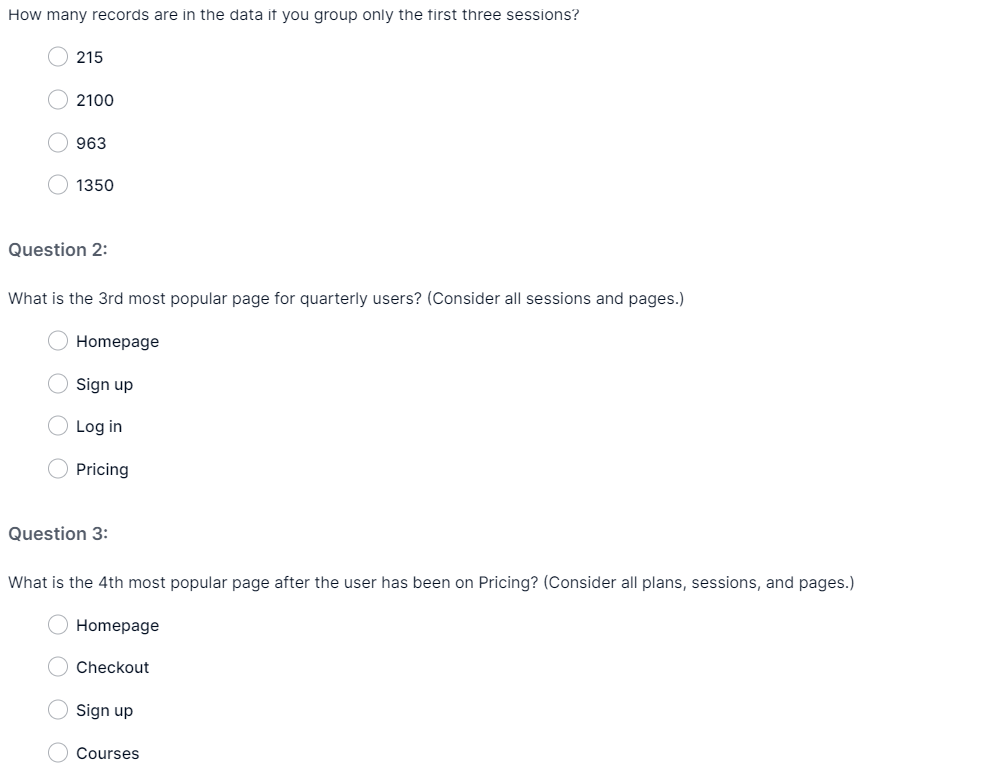 How many records are in the data if you group only the first three sessions?
215
2100
963
1350
Question 2:
What is the 3rd most popular page for quarterly users? (Consider all sessions and pages.)
Homepage
Sign up
Log in
Pricing
Question 3:
What is the 4th most popular page after the user has been on Pricing? (Consider all plans, sessions, and pages.)
Homepage
Checkout
Sign up
Courses